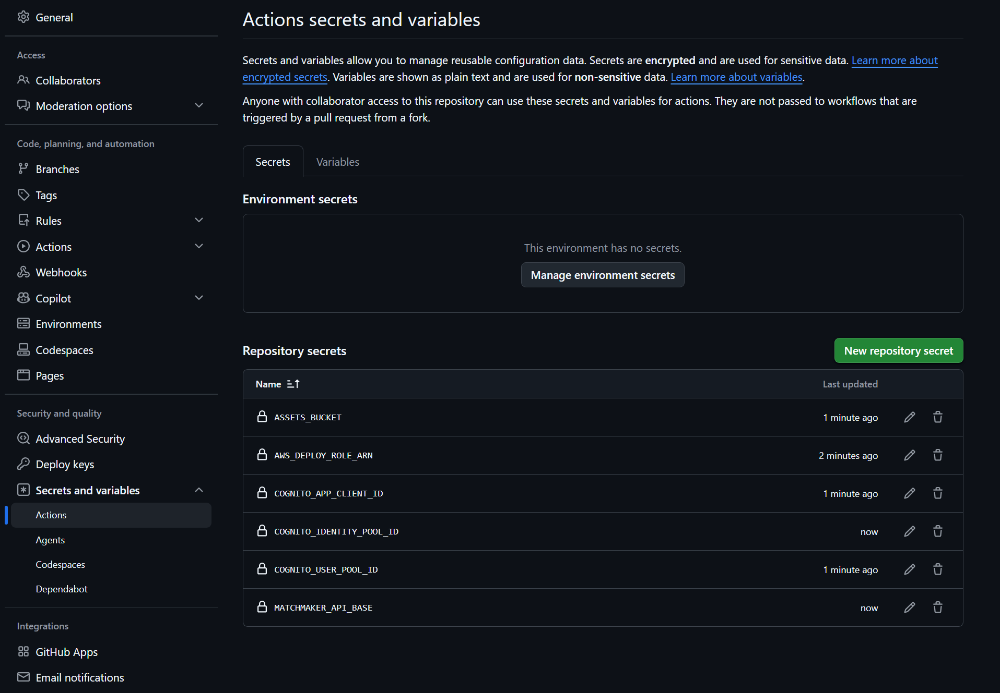 General
Access
Collaborators
Moderation options
Code, planning, and automation
Branches
Tags
Rules
Actions
Webhooks
Copilot
Environments
Codespaces
Pages
Security and quality
Advanced Security
Deploy keys
Secrets and variables
Actions
Agents
Codespaces
Dependabot
Integrations
GitHub Apps
Email notifications
Actions secrets and variables
Secrets and variables allow you to manage reusable configuration data. Secrets are encrypted and are used for sensitive data. Learn more about
encrypted secrets. Variables are shown as plain text and are used for non-sensitive data. Learn more about variables.
Anyone with collaborator access to this repository can use these secrets and variables for actions. They are not passed to workflows that are
triggered by a pull request from a fork.
Secrets Variables
Environment secrets
This environment has no secrets.
Manage environment secrets
Repository secrets New repository secret
Name Last updated
ASSETS_BUCKET 1 minute ago
AWS_DEPLOY_ROLE_ARN 2 minutes ago
COGNITO_APP_CLIENT_ID 1 minute ago
COGNITO_IDENTITY_POOL_ID now
COGNITO_USER_POOL_ID 1 minute ago
MATCHMAKER_API_BASE now